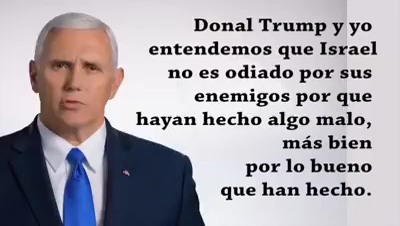 Donal Trump y yo
entendemos que Israel
no es odiado por sus
enemigos por que
hayan hecho algo malo,
más bien
por lo bueno
que han hecho.